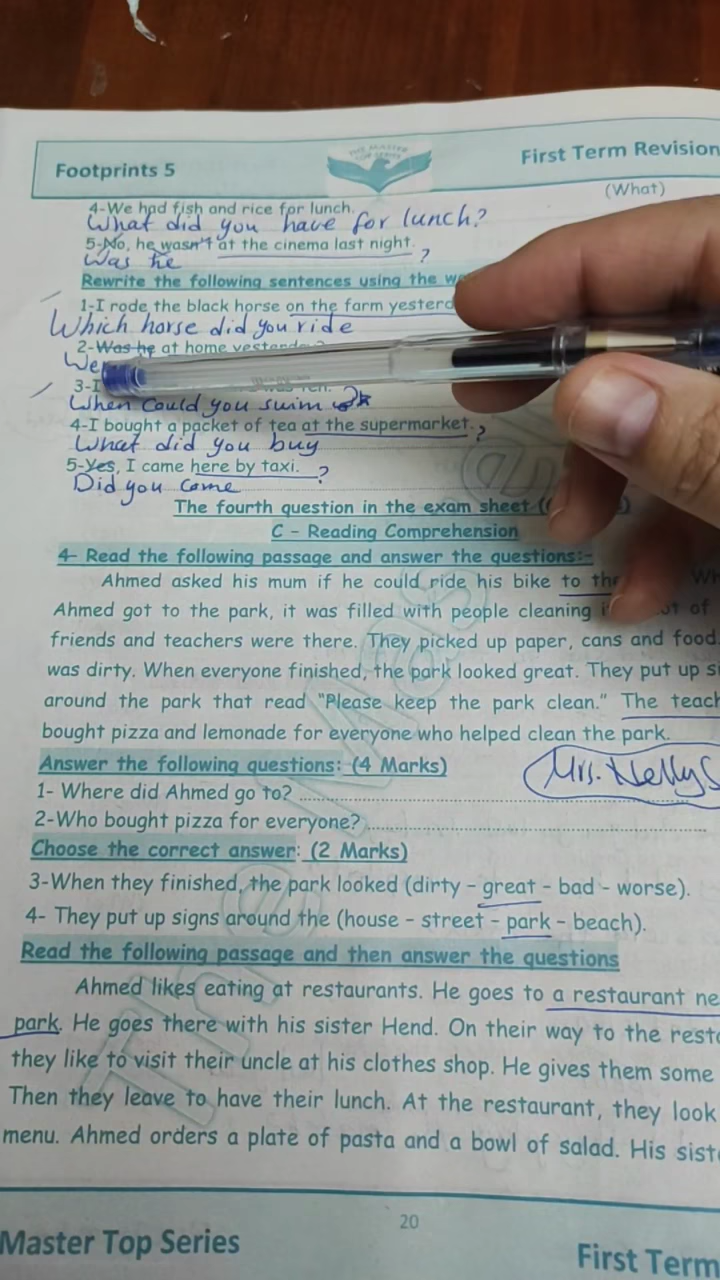 Footprints 5
THE MASTER
TOP SERIES
First Term Revision
(What)
4-We had fish and rice for lunch.
What did you have for lunch?
5-No, he wasn't at the cinema last night.
Was he ?
Rewrite the following sentences using the
1-I rode the black horse on the farm
Which horse did you ride
2-Was he at home
3-I
When could you swim
4-I bought a packet of tea at the supermarket. ?
What did you buy
5-Yes, I came here by taxi. ?
Did you come
The fourth question in the exam sheet
C – Reading Comprehension
4- Read the following passage and answer the questions:-
Ahmed asked his mum if he could ride his bike to the
Ahmed got to the park, it was filled with people cleaning of
friends and teachers were there. They picked up paper, cans and food.
was dirty. When everyone finished, the park looked great. They put up
around the park that read "Please keep the park clean." The
bought pizza and lemonade for everyone who helped clean the park.
Answer the following questions: (4 Marks)
Mrs. Nelly
1- Where did Ahmed go to?
2-Who bought pizza for everyone?
Choose the correct answer: (2 Marks)
3-When they finished, the park looked (dirty – great – bad – worse).
4- They put up signs around the (house – street – park – beach).
Read the following passage and then answer the questions
Ahmed likes eating at restaurants. He goes to a restaurant
park. He goes there with his sister Hend. On their way to the
they like to visit their uncle at his clothes shop. He gives them some
Then they leave to have their lunch. At the restaurant, they look
menu. Ahmed orders a plate of pasta and a bowl of salad. His
20
Master Top Series
First Term